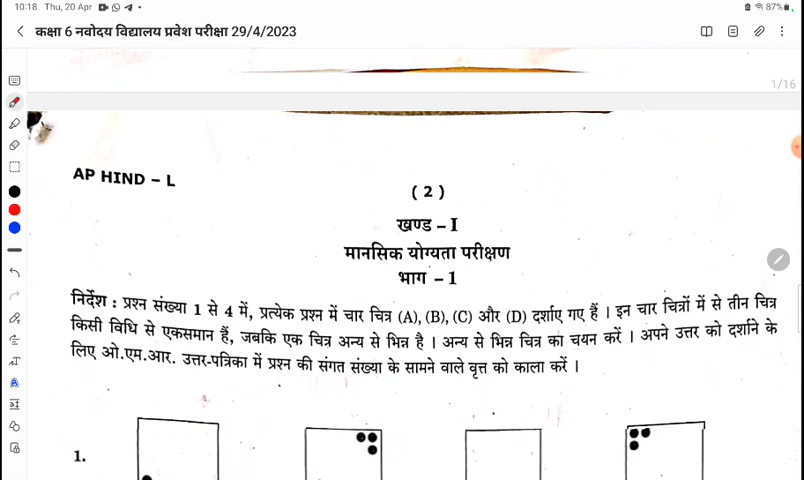 10:18 Thu, 20 Apr
87%
कक्षा 6 नवोदय विद्यालय प्रवेश परीक्षा 29/4/2023
1/16
AP HIND – L
( 2 )
खण्ड – I
मानसिक योग्यता परीक्षण
भाग – 1
निर्देश : प्रश्न संख्या 1 से 4 में, प्रत्येक प्रश्न में चार चित्र (A), (B), (C) और (D) दर्शाए गए हैं । इन चार चित्रों में से तीन चित्र
किसी विधि से एकसमान हैं, जबकि एक चित्र अन्य से भिन्न है । अन्य से भिन्न चित्र का चयन करें । अपने उत्तर को दर्शाने के
लिए ओ.एम.आर. उत्तर-पत्रिका में प्रश्न की संगत संख्या के सामने वाले वृत्त को काला करें ।
1.